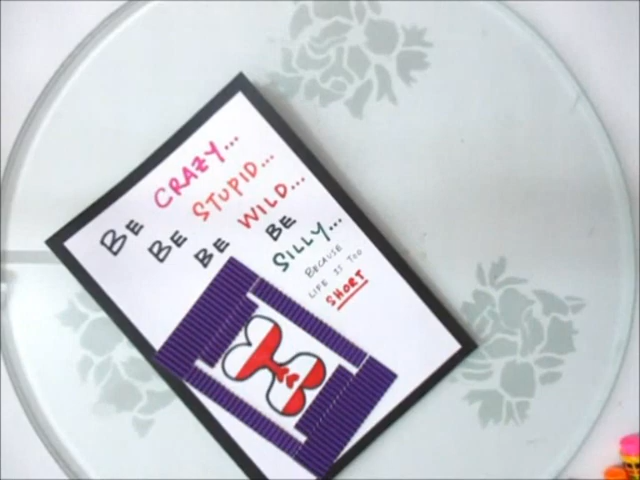 BE CRAZY...
BE STUPID...
BE WILD...
BE SILLY...
BECAUSE
LIFE IS TOO
SHORT